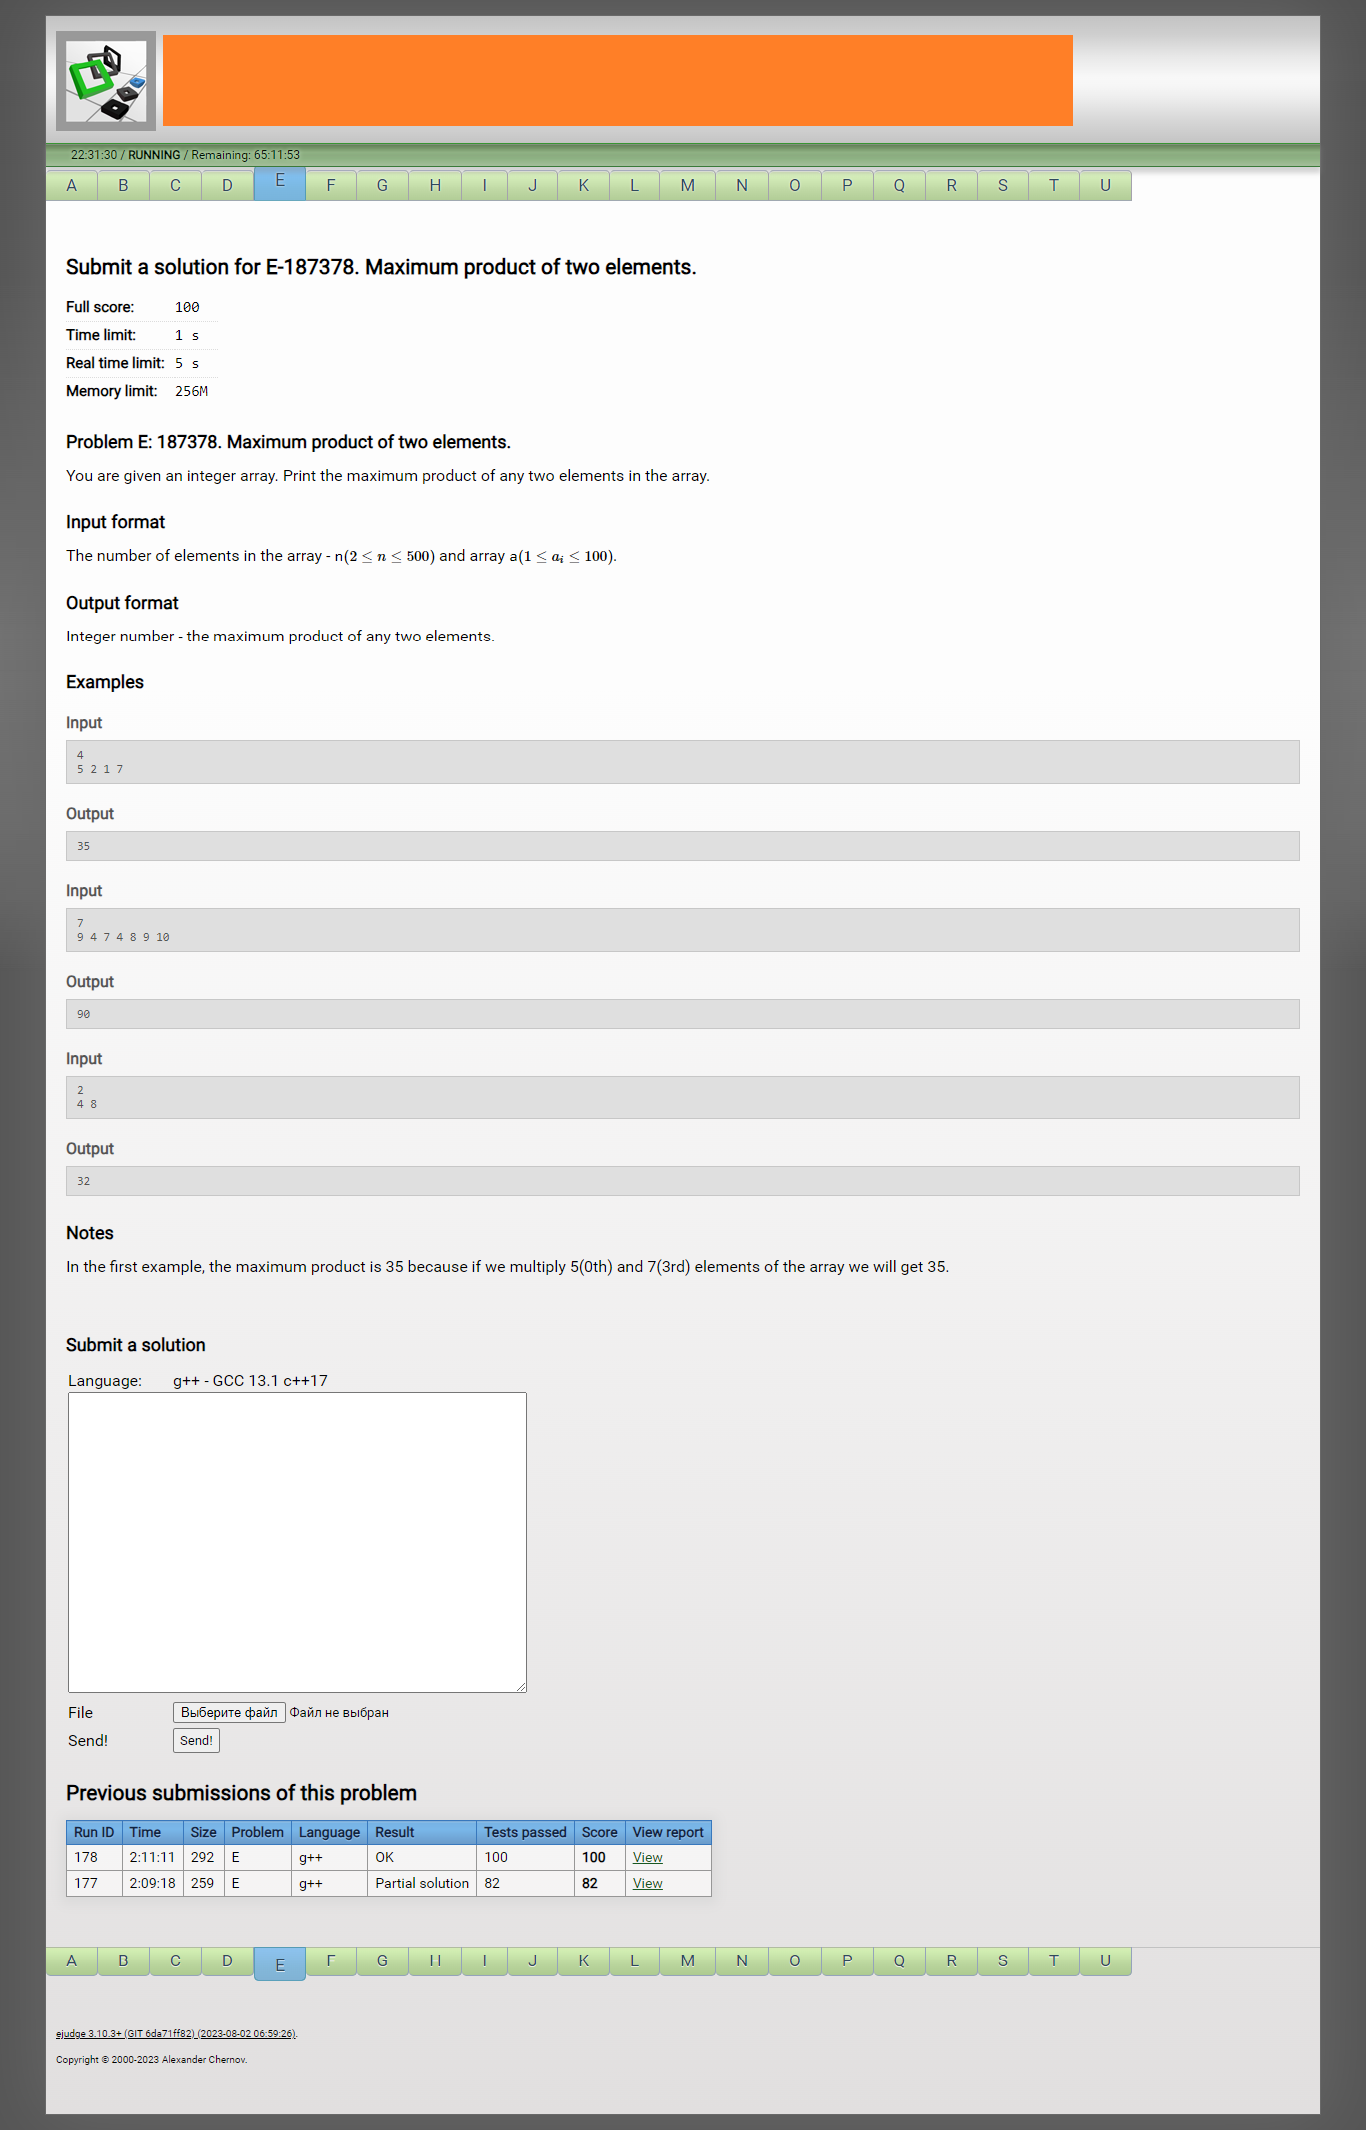 22:31:30 / RUNNING / Remaining: 65:11:53
A B C D E F G H I J K L M N O P Q R S T U
Submit a solution for E-187378. Maximum product of two elements.
Full score: 100
Time limit: 1 s
Real time limit: 5 s
Memory limit: 256M
Problem E: 187378. Maximum product of two elements.
You are given an integer array. Print the maximum product of any two elements in the array.
Input format
The number of elements in the array - n(2 ≤ n ≤ 500) and array a(1 ≤ aᵢ ≤ 100).
Output format
Integer number - the maximum product of any two elements.
Examples
Input
4
5 2 1 7
Output
35
Input
7
9 4 7 4 8 9 10
Output
90
Input
2
4 8
Output
32
Notes
In the first example, the maximum product is 35 because if we multiply 5(0th) and 7(3rd) elements of the array we will get 35.
Submit a solution
Language: g++ - GCC 13.1 c++17
File Выберите файл Файл не выбран
Send! Send!
Previous submissions of this problem
Run ID Time Size Problem Language Result Tests passed Score View report
178 2:11:11 292 E g++ OK 100 100 View
177 2:09:18 259 E g++ Partial solution 82 82 View
A B C D E F G H I J K L M N O P Q R S T U
ejudge 3.10.3+ (GIT 6da71ff82) (2023-08-02 06:59:26).
Copyright © 2000-2023 Alexander Chernov.